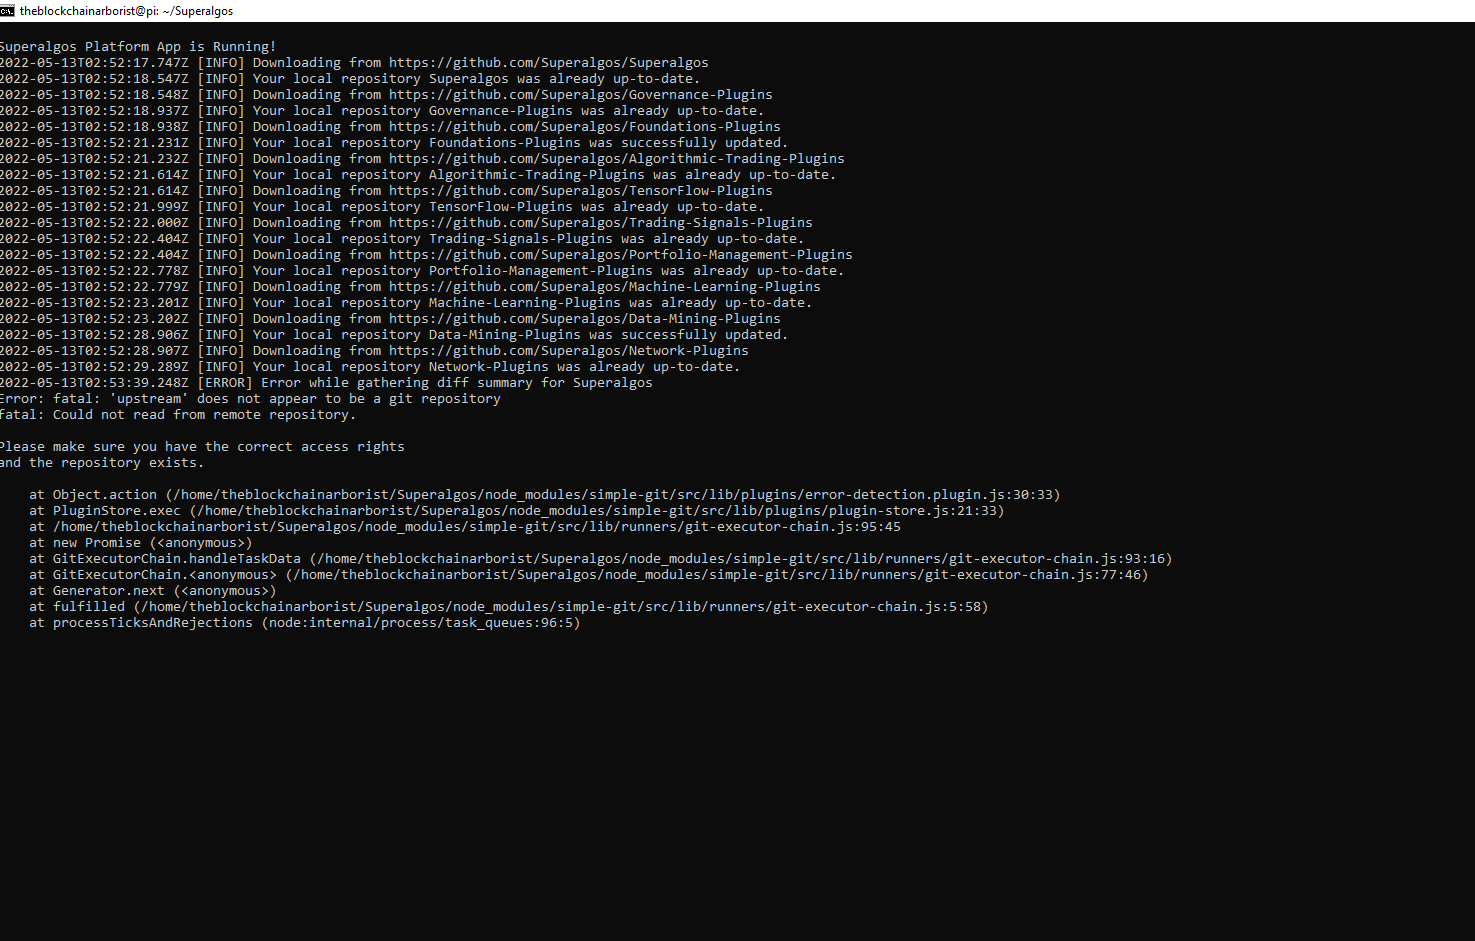 theblockchainarborist@pi: ~/Superalgos
Superalgos Platform App is Running!
2022-05-13T02:52:17.747Z [INFO] Downloading from https://github.com/Superalgos/Superalgos
2022-05-13T02:52:18.547Z [INFO] Your local repository Superalgos was already up-to-date.
2022-05-13T02:52:18.548Z [INFO] Downloading from https://github.com/Superalgos/Governance-Plugins
2022-05-13T02:52:18.937Z [INFO] Your local repository Governance-Plugins was already up-to-date.
2022-05-13T02:52:18.938Z [INFO] Downloading from https://github.com/Superalgos/Foundations-Plugins
2022-05-13T02:52:21.231Z [INFO] Your local repository Foundations-Plugins was successfully updated.
2022-05-13T02:52:21.232Z [INFO] Downloading from https://github.com/Superalgos/Algorithmic-Trading-Plugins
2022-05-13T02:52:21.614Z [INFO] Your local repository Algorithmic-Trading-Plugins was already up-to-date.
2022-05-13T02:52:21.614Z [INFO] Downloading from https://github.com/Superalgos/TensorFlow-Plugins
2022-05-13T02:52:21.999Z [INFO] Your local repository TensorFlow-Plugins was already up-to-date.
2022-05-13T02:52:22.000Z [INFO] Downloading from https://github.com/Superalgos/Trading-Signals-Plugins
2022-05-13T02:52:22.404Z [INFO] Your local repository Trading-Signals-Plugins was already up-to-date.
2022-05-13T02:52:22.404Z [INFO] Downloading from https://github.com/Superalgos/Portfolio-Management-Plugins
2022-05-13T02:52:22.778Z [INFO] Your local repository Portfolio-Management-Plugins was already up-to-date.
2022-05-13T02:52:22.779Z [INFO] Downloading from https://github.com/Superalgos/Machine-Learning-Plugins
2022-05-13T02:52:23.201Z [INFO] Your local repository Machine-Learning-Plugins was already up-to-date.
2022-05-13T02:52:23.202Z [INFO] Downloading from https://github.com/Superalgos/Data-Mining-Plugins
2022-05-13T02:52:28.906Z [INFO] Your local repository Data-Mining-Plugins was successfully updated.
2022-05-13T02:52:28.907Z [INFO] Downloading from https://github.com/Superalgos/Network-Plugins
2022-05-13T02:52:29.289Z [INFO] Your local repository Network-Plugins was already up-to-date.
2022-05-13T02:53:39.248Z [ERROR] Error while gathering diff summary for Superalgos
Error: fatal: 'upstream' does not appear to be a git repository
fatal: Could not read from remote repository.
Please make sure you have the correct access rights
and the repository exists.
at Object.action (/home/theblockchainarborist/Superalgos/node_modules/simple-git/src/lib/plugins/error-detection.plugin.js:30:33)
at PluginStore.exec (/home/theblockchainarborist/Superalgos/node_modules/simple-git/src/lib/plugins/plugin-store.js:21:33)
at /home/theblockchainarborist/Superalgos/node_modules/simple-git/src/lib/runners/git-executor-chain.js:95:45
at new Promise (<anonymous>)
at GitExecutorChain.handleTaskData (/home/theblockchainarborist/Superalgos/node_modules/simple-git/src/lib/runners/git-executor-chain.js:93:16)
at GitExecutorChain.<anonymous> (/home/theblockchainarborist/Superalgos/node_modules/simple-git/src/lib/runners/git-executor-chain.js:77:46)
at Generator.next (<anonymous>)
at fulfilled (/home/theblockchainarborist/Superalgos/node_modules/simple-git/src/lib/runners/git-executor-chain.js:5:58)
at processTicksAndRejections (node:internal/process/task_queues:96:5)